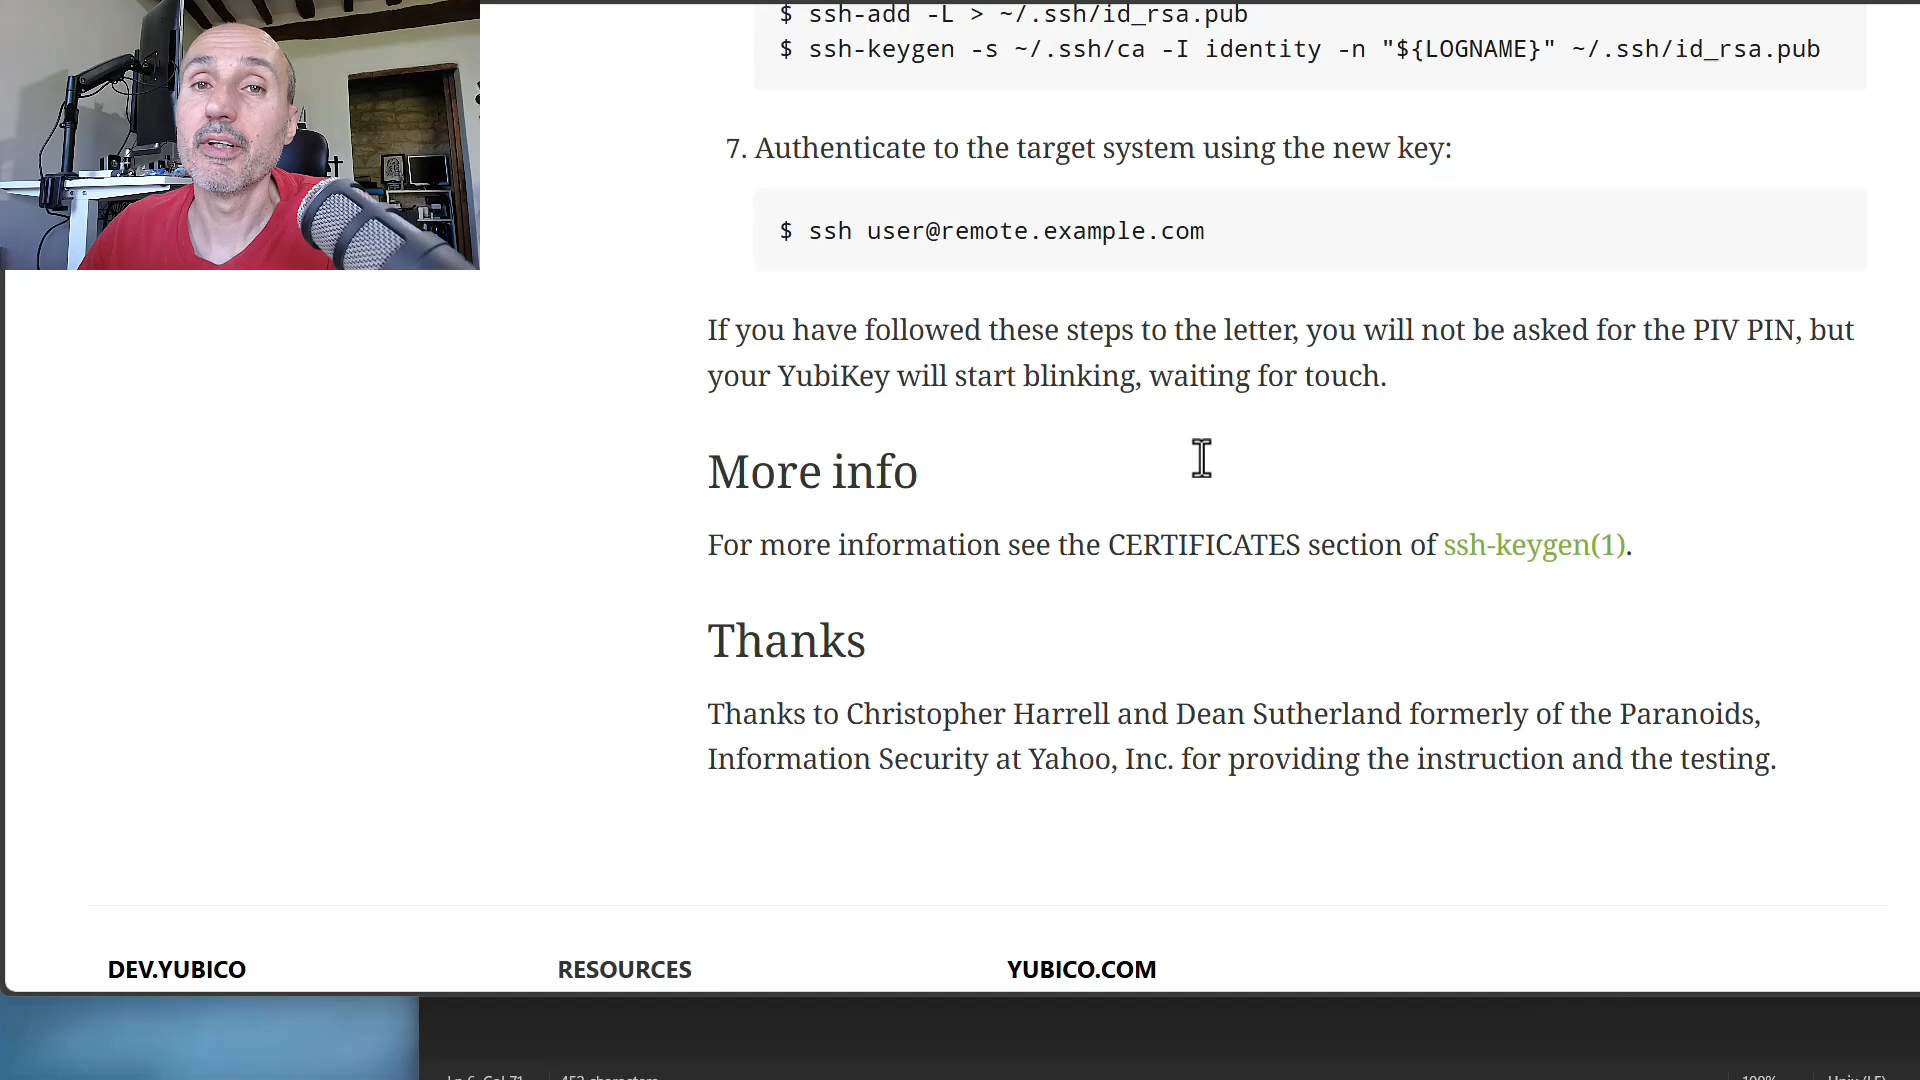 $ ssh-add -L > ~/.ssh/id_rsa.pub
$ ssh-keygen -s ~/.ssh/ca -I identity -n "${LOGNAME}" ~/.ssh/id_rsa.pub
7. Authenticate to the target system using the new key:
$ ssh user@remote.example.com
If you have followed these steps to the letter, you will not be asked for the PIV PIN, but
your YubiKey will start blinking, waiting for touch.
More info
For more information see the CERTIFICATES section of ssh-keygen(1).
Thanks
Thanks to Christopher Harrell and Dean Sutherland formerly of the Paranoids,
Information Security at Yahoo, Inc. for providing the instruction and the testing.
DEV.YUBICO
RESOURCES
YUBICO.COM